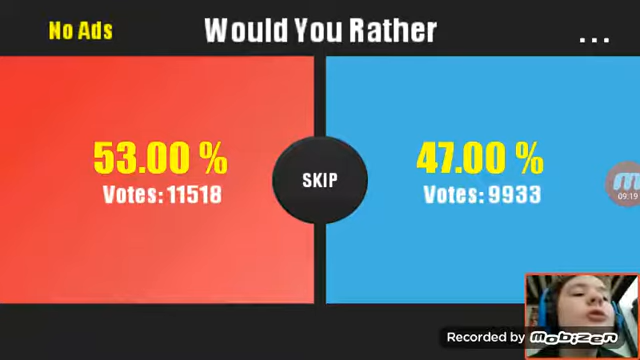 No Ads
Would You Rather
...
53.00 %
Votes: 11518
SKIP
47.00 %
Votes: 9933
m
09:19
Recorded by mobizen